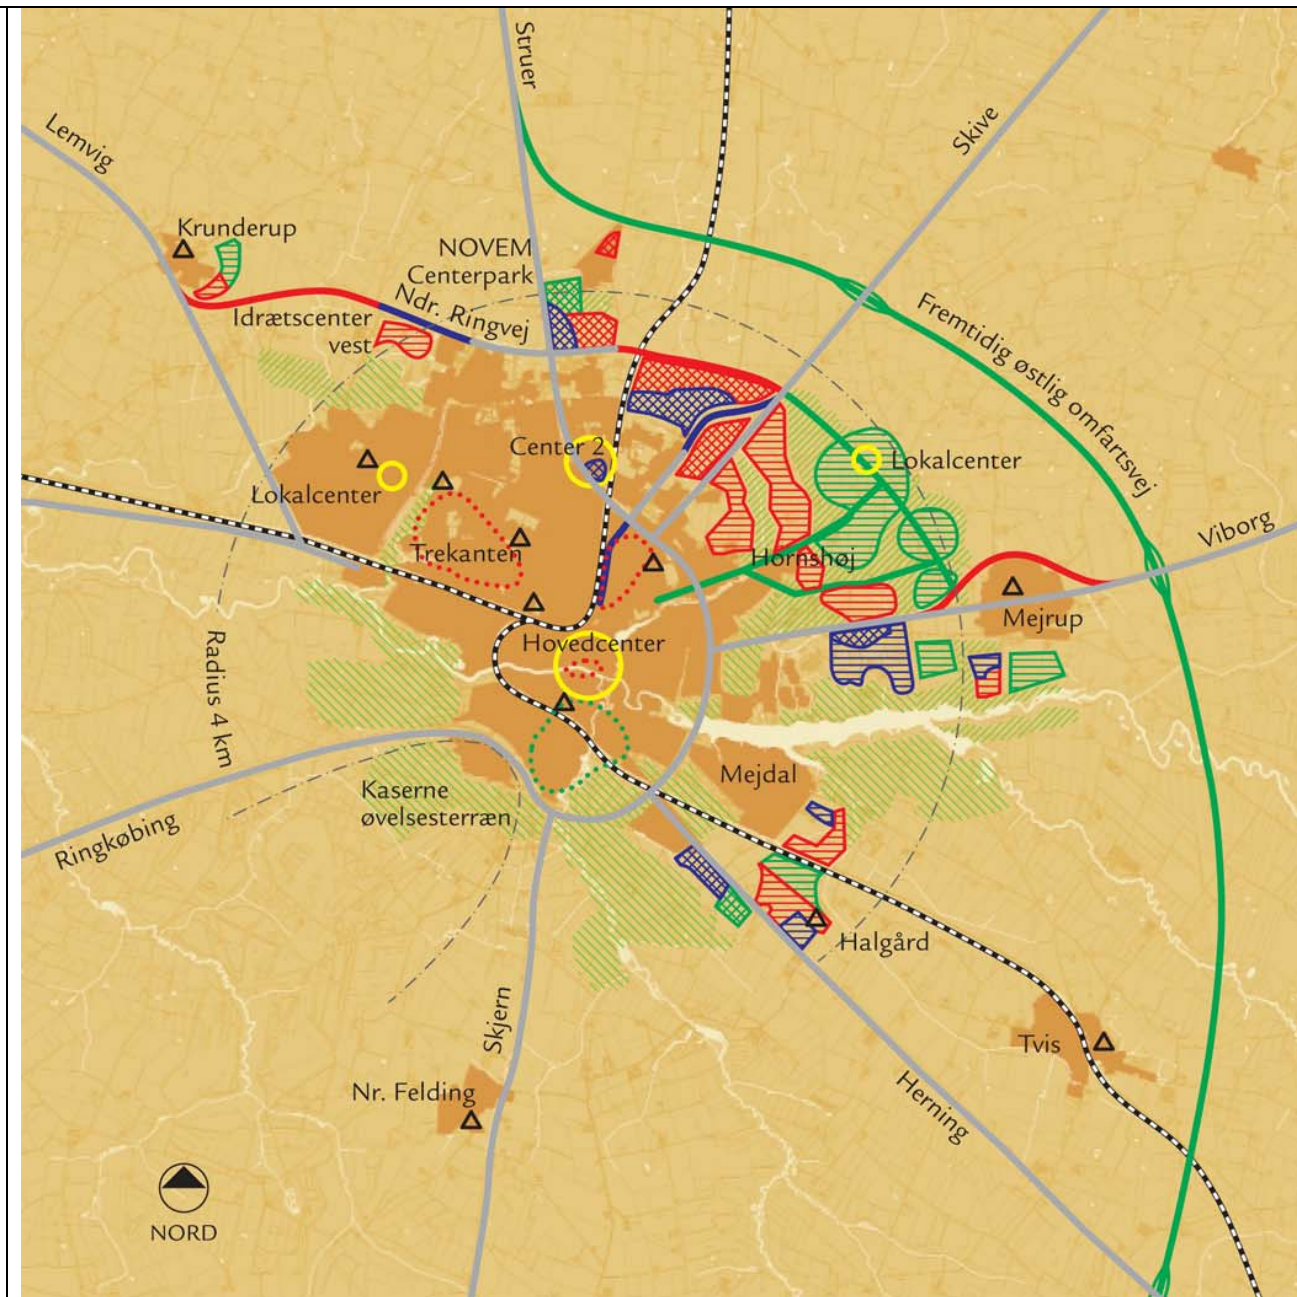 Struer
Skive
Lemvig
Krunderup
NOVEM
Centerpark
Ndr. Ringvej
Idrætscenter
vest
Fremtidig østlig omfartsvej
Center 2
Lokalcenter
Lokalcenter
Viborg
Trekanten
Hornshøj
Mejrup
Hovedcenter
Radius 4 km
Mejdal
Kaserne
øvelsesterræn
Ringkøbing
Halgård
Skjern
Tvis
Nr. Felding
Herning
NORD